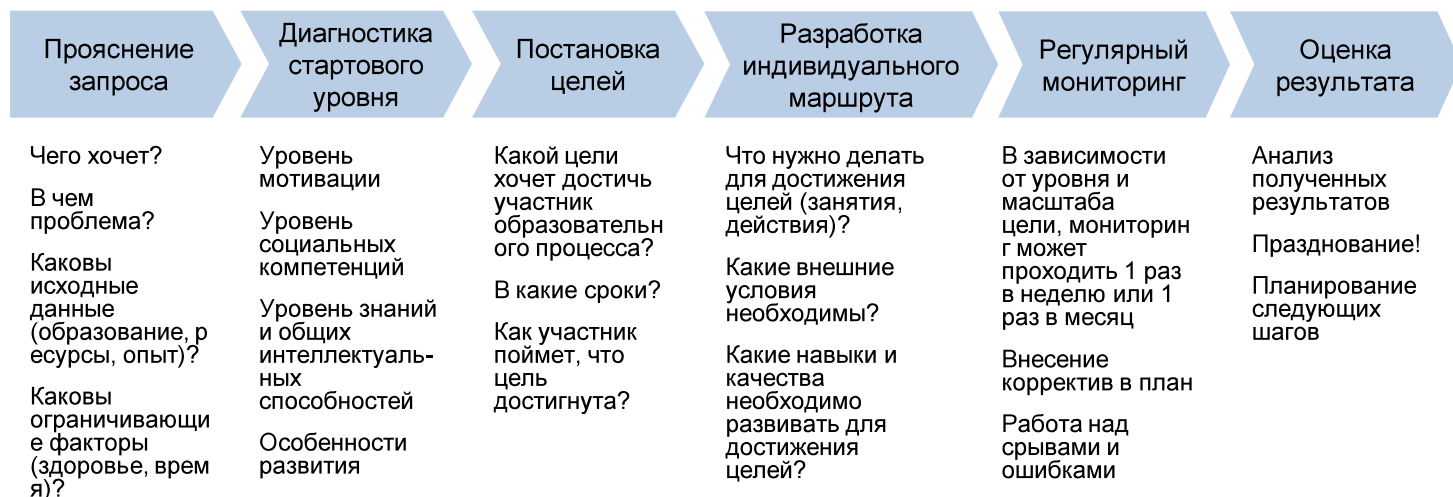 Прояснение
запроса
Диагностика
стартового
уровня
Постановка
целей
Разработка
индивидуального
маршрута
Регулярный
мониторинг
Оценка
результата
Чего хочет?
В чем
проблема?
Каковы
исходные
данные
(образование, р
есурсы, опыт)?
Каковы
ограничивающи
е факторы
(здоровье, врем
я)?
Уровень
мотивации
Уровень
социальных
компетенций
Уровень знаний
и общих
интеллектуаль-
ных
способностей
Особенности
развития
Какой цели
хочет достичь
участник
образовательн
ого процесса?
В какие сроки?
Как участник
поймет, что
цель
достигнута?
Что нужно делать
для достижения
целей (занятия,
действия)?
Какие внешние
условия
необходимы?
Какие навыки и
качества
необходимо
развивать для
достижения
целей?
В зависимости
от уровня и
масштаба
цели, мониторин
г может
проходить 1 раз
в неделю или 1
раз в месяц
Внесение
корректив в план
Работа над
срывами и
ошибками
Анализ
полученных
результатов
Празднование!
Планирование
следующих
шагов